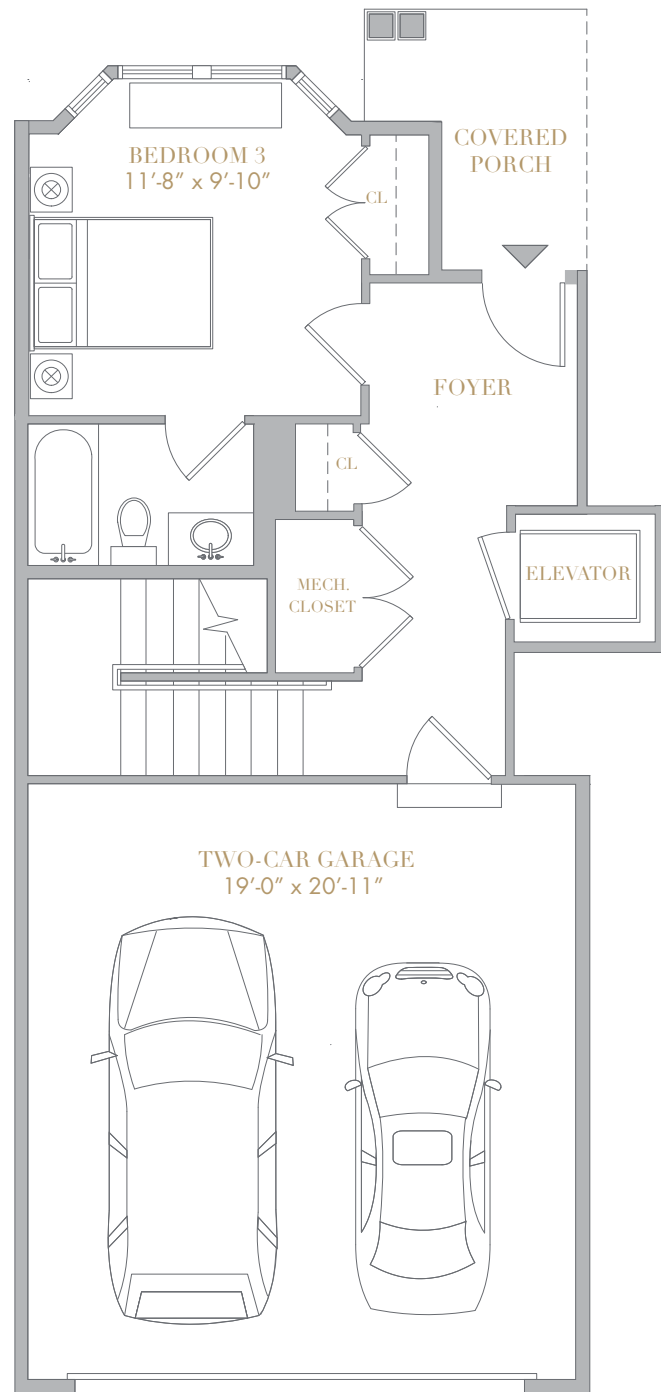 BEDROOM 3
11’-8” x 9’-10”
COVERED
PORCH
CL
FOYER
CL
MECH.
CLOSET
ELEVATOR
TWO-CAR GARAGE
19’-0” x 20’-11”